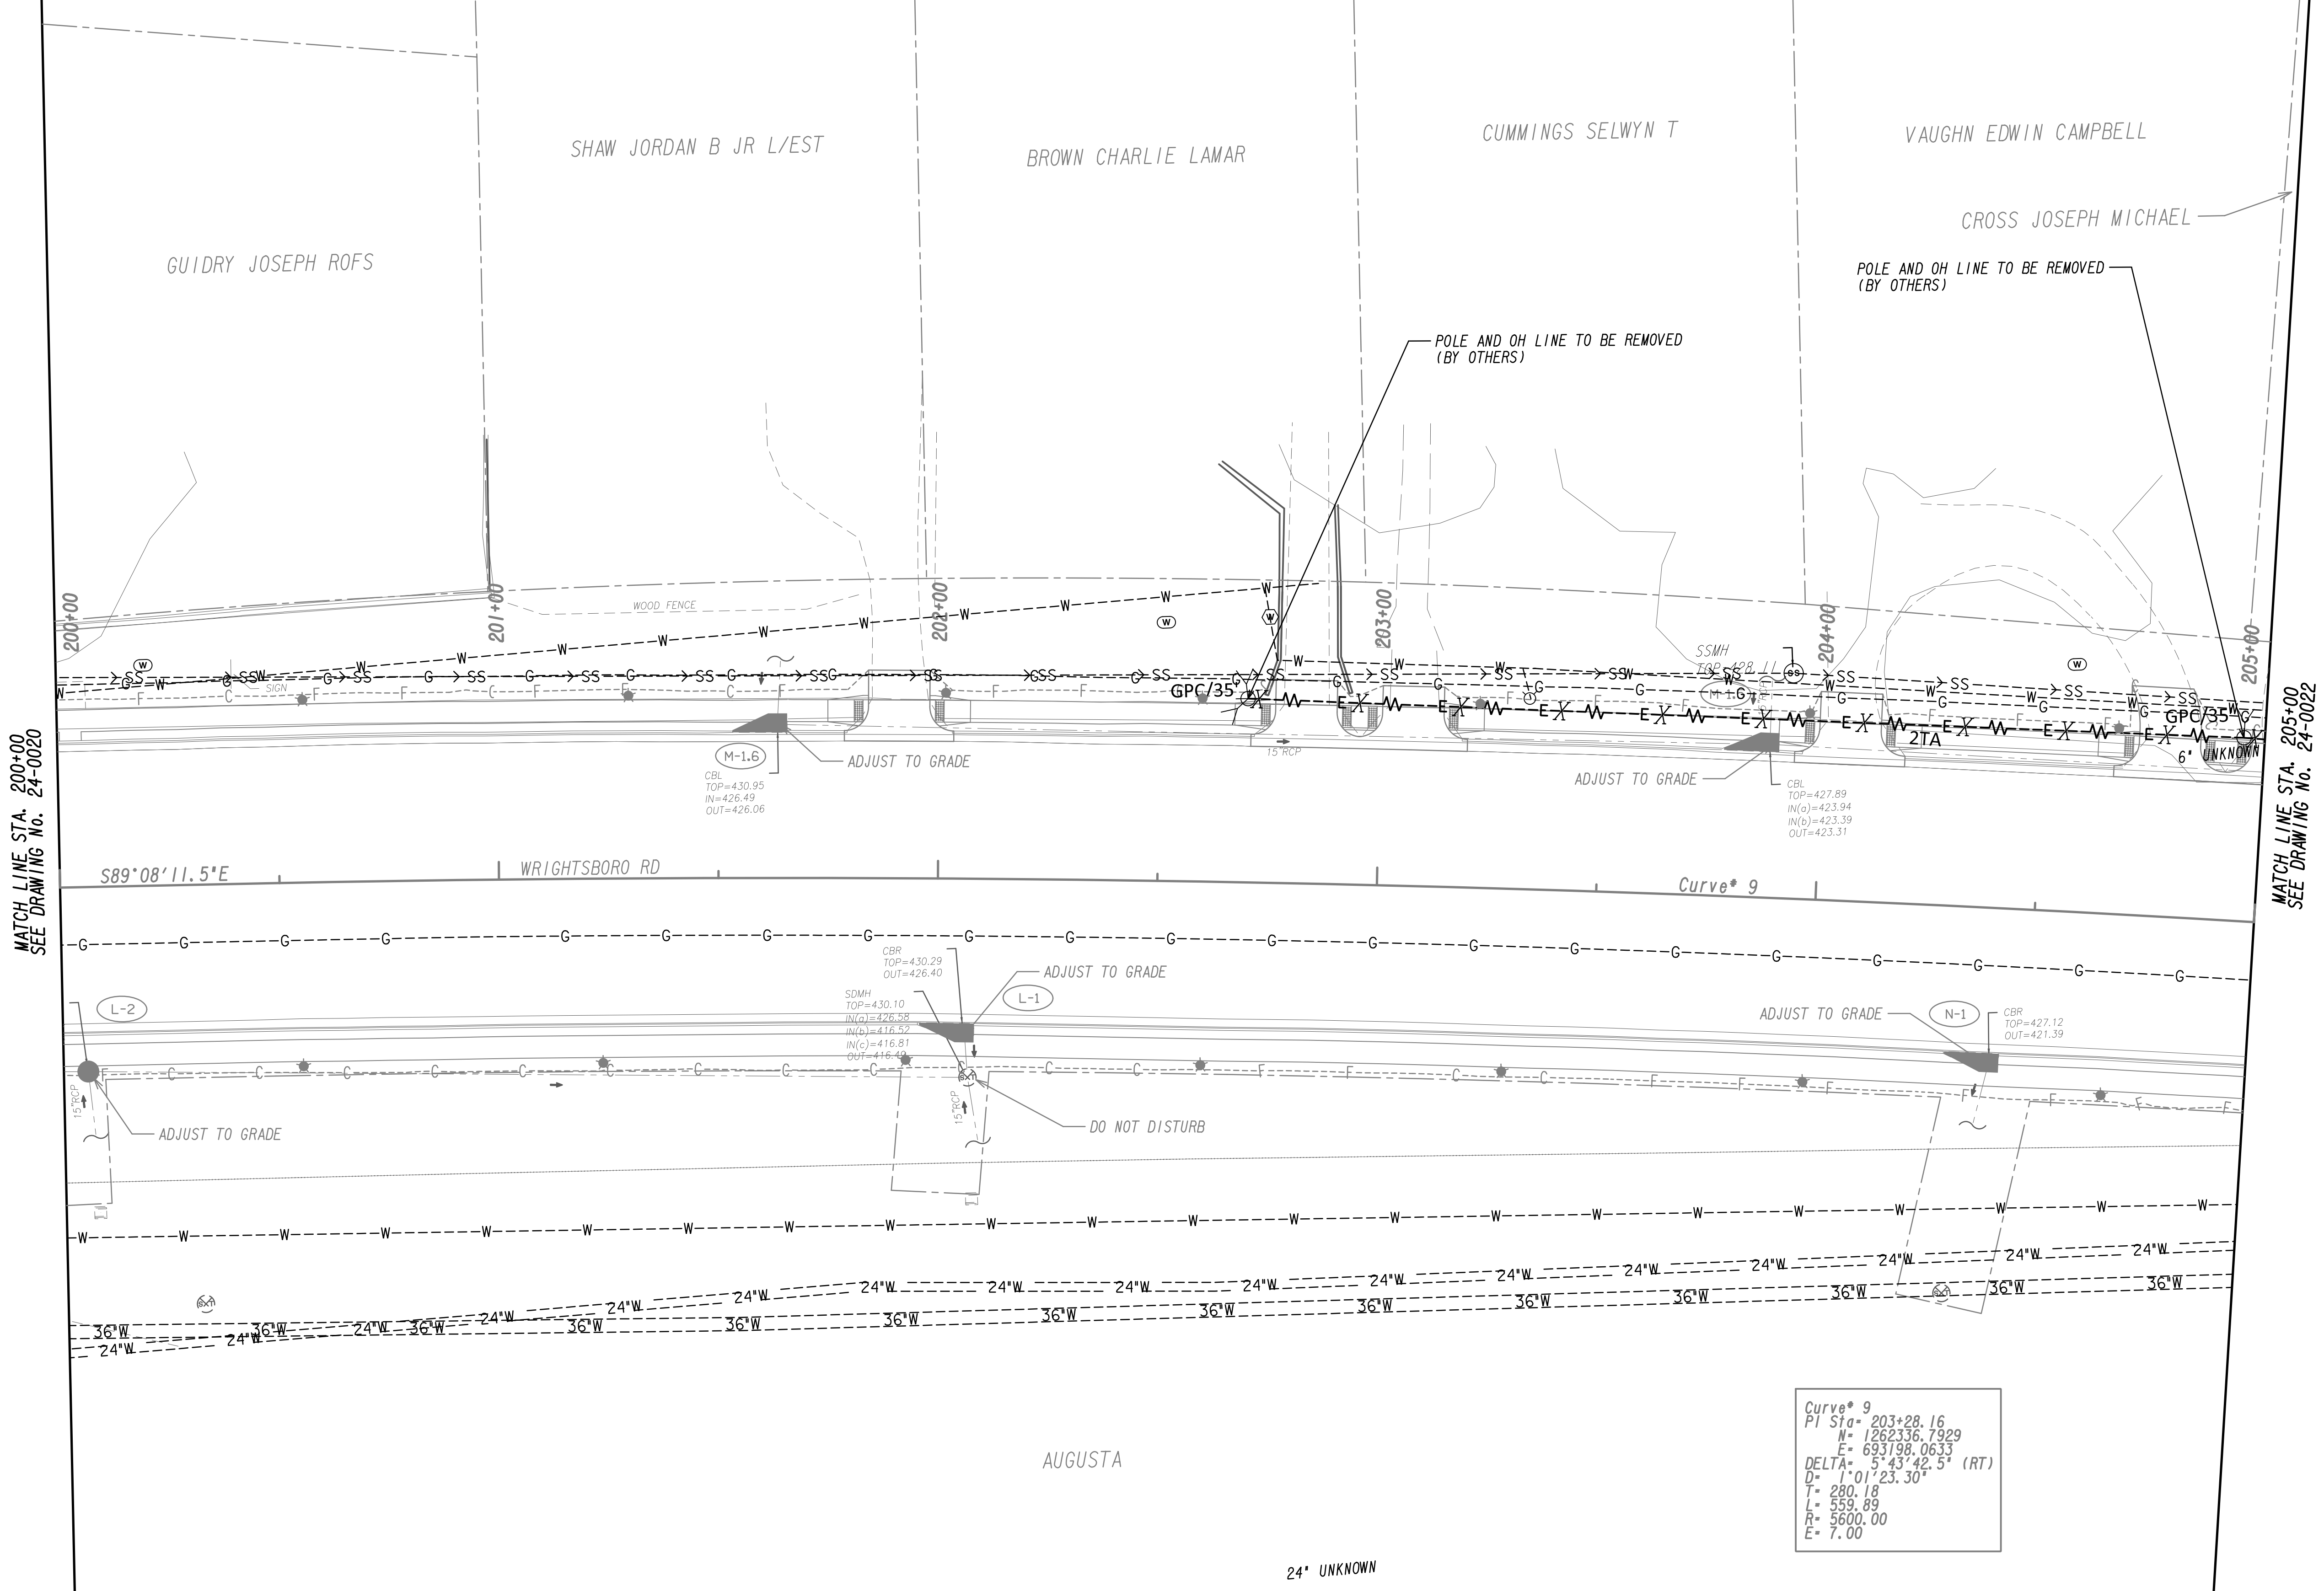 SHAW JORDAN B JR L/EST
BROWN CHARLIE LAMAR
CUMMINGS SELWYN T
VAUGHN EDWIN CAMPBELL
CROSS JOSEPH MICHAEL
GUIDRY JOSEPH ROFS
POLE AND OH LINE TO BE REMOVED
(BY OTHERS)
POLE AND OH LINE TO BE REMOVED
(BY OTHERS)
200+00
201+00
202+00
203+00
204+00
205+00
WOOD FENCE
SIGN
SSMH
GPC/35'
GPC/35'
2TA
6" UNKNOWN
15"RCP
M-1.6
ADJUST TO GRADE
CBL
TOP=430.95
IN=426.49
OUT=426.06
ADJUST TO GRADE
CBL
TOP=427.89
IN(a)=423.94
IN(b)=423.39
OUT=423.31
MATCH LINE STA. 200+00
SEE DRAWING No. 24-0020
MATCH LINE STA. 205+00
SEE DRAWING No. 24-0022
S89°08'11.5"E
WRIGHTSBORO RD
Curve# 9
CBR
TOP=430.29
OUT=426.40
ADJUST TO GRADE
L-1
L-2
SDMH
TOP=430.10
IN(a)=426.58
IN(b)=416.52
IN(c)=416.81
OUT=416.49
ADJUST TO GRADE
N-1
CBR
TOP=427.12
OUT=421.39
15"RCP
ADJUST TO GRADE
15"RCP
DO NOT DISTURB
24"W
36"W
AUGUSTA
24" UNKNOWN
Curve# 9
PI Sta= 203+28.16
N= 1262336.7929
E= 693198.0633
DELTA= 5°43'42.5" (RT)
D= 1°01'23.30"
T= 280.18
L= 559.89
R= 5600.00
E= 7.00